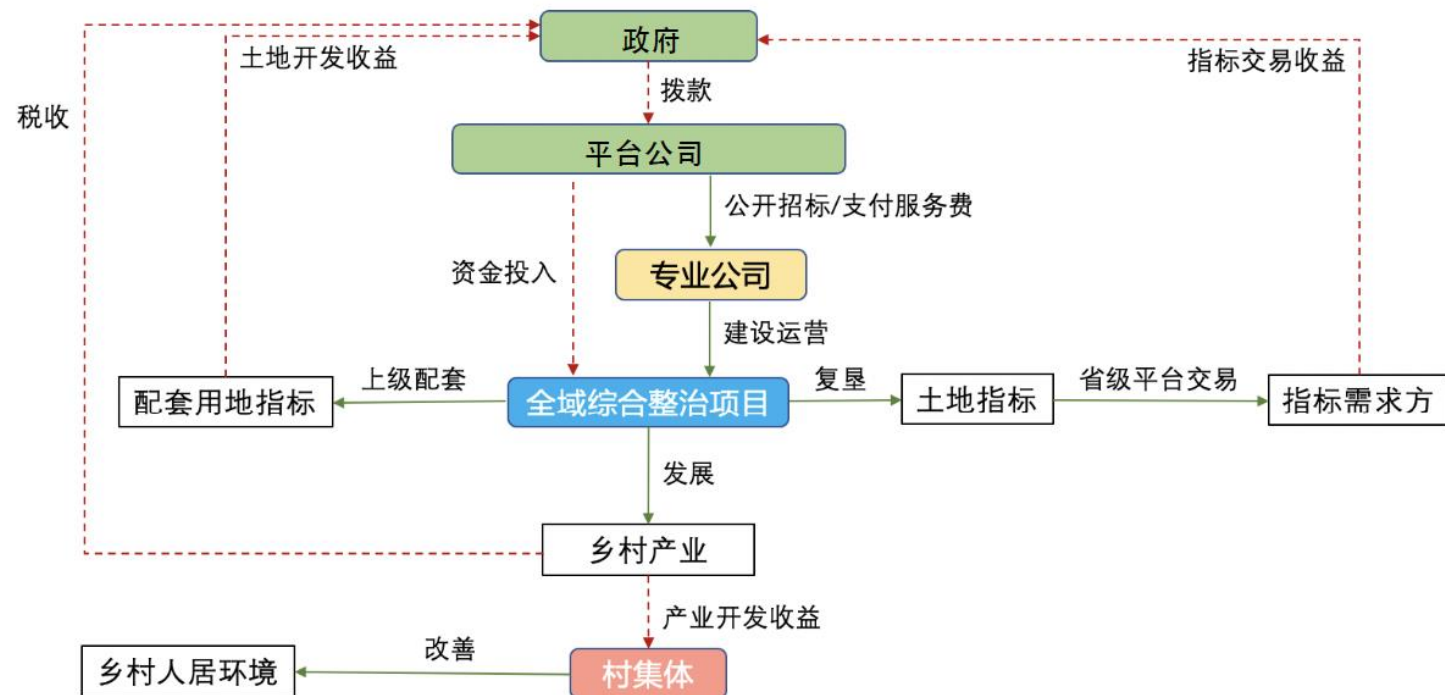 政府
土地开发收益
指标交易收益
拨款
税收
平台公司
公开招标/支付服务费
资金投入
专业公司
建设运营
上级配套
复垦
省级平台交易
配套用地指标
全域综合整治项目
土地指标
指标需求方
发展
乡村产业
产业开发收益
改善
乡村人居环境
村集体